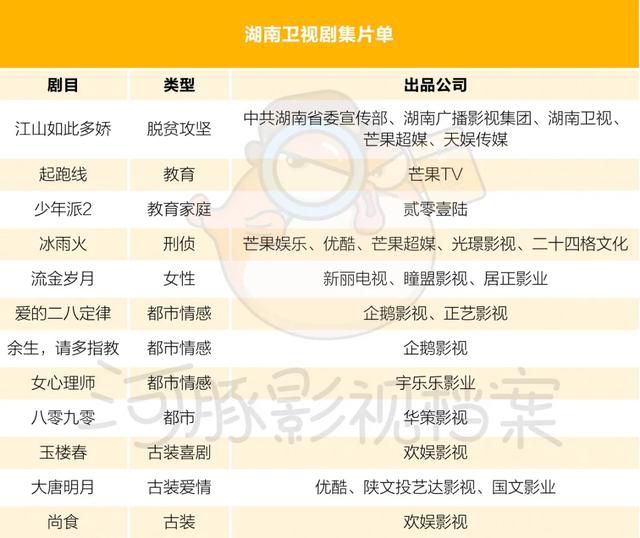 湖南卫视剧集片单
剧目 类型 出品公司
江山如此多娇 脱贫攻坚 中共湖南省委宣传部、湖南广播影视集团、湖南卫视、
芒果超媒、天娱传媒
起跑线 教育 芒果TV
少年派2 教育家庭 贰零壹陆
冰雨火 刑侦 芒果娱乐、优酷、芒果超媒、光璟影视、二十四格文化
流金岁月 女性 新丽电视、瞳盟影视、居正影业
爱的二八定律 都市情感 企鹅影视、正艺影视
余生，请多指教 都市情感 企鹅影视
女心理师 都市情感 宇乐乐影业
八零九零 都市 华策影视
河豚影视档案
玉楼春 古装喜剧 欢娱影视
大唐明月 古装爱情 优酷、陕文投艺达影视、国文影业
尚食 古装 欢娱影视